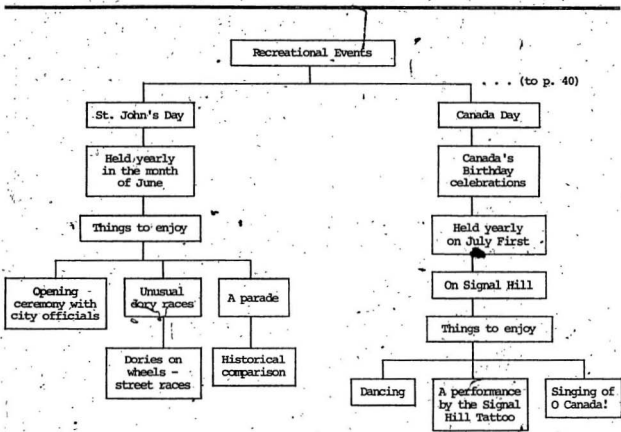 Recreational Events
. . . . (to p. 40)
St. John's Day
Held yearly
in the month
of June
Things to enjoy
Opening
ceremony with
city officials
Unusual
dory races
Dories on
wheels -
street races
A parade
Historical
comparison
Canada Day
Canada's
Birthday
celebrations
Held yearly
on July First
On Signal Hill
Things to enjoy
Dancing
A performance
by the Signal
Hill Tattoo
Singing of
O Canada!